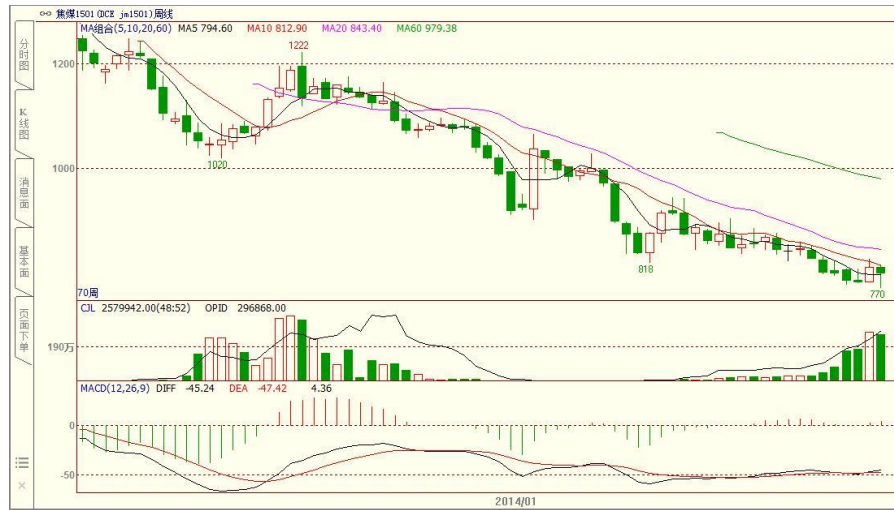 焦煤1501(DCE jm1501)周线
MA组合(5,10,20,60) MA5 794.60 MA10 812.90 MA20 843.40 MA60 979.38
分时图
K线图
消息面
基本面
页面下单
1200
1000
1222
1020
818
770
70周
CJL 2579942.00(48:52) OPID 296868.00
190万
MACD(12,26,9) DIFF -45.24 DEA -47.42 4.36
0
-50
2014/01